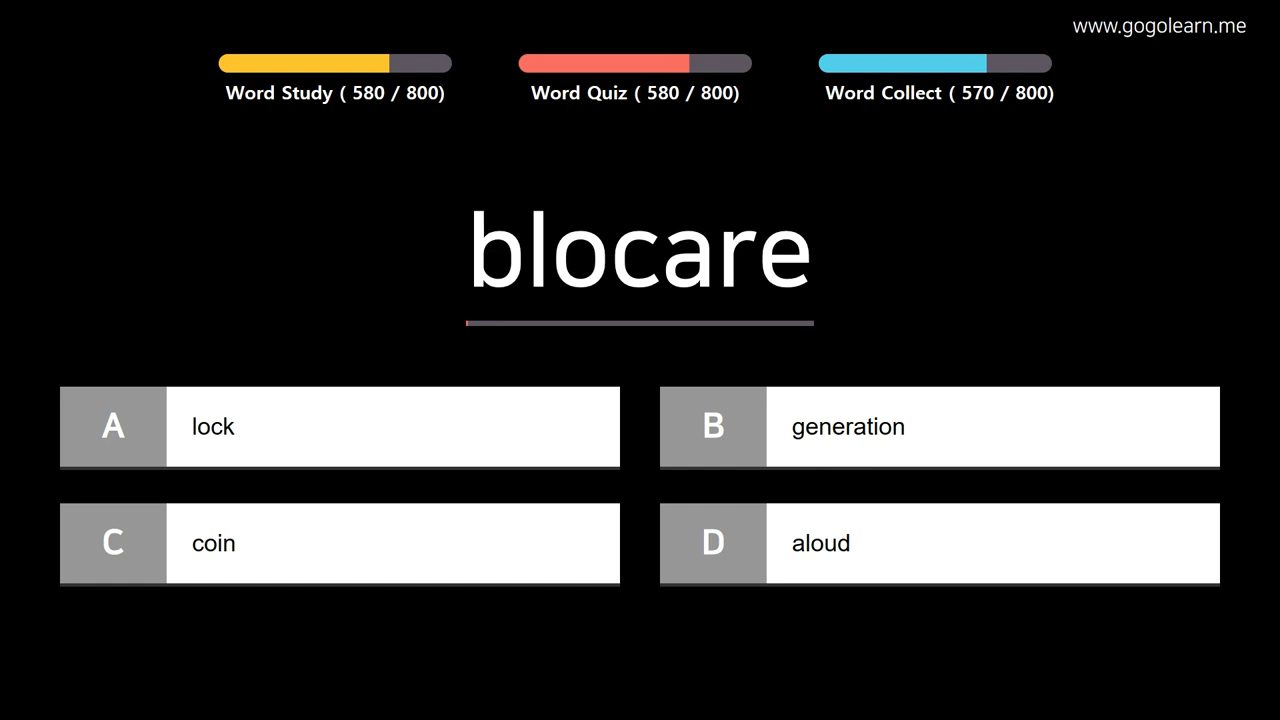 www.gogolearn.me
Word Study ( 580 / 800)
Word Quiz ( 580 / 800)
Word Collect ( 570 / 800)
blocare
A lock
B generation
C coin
D aloud